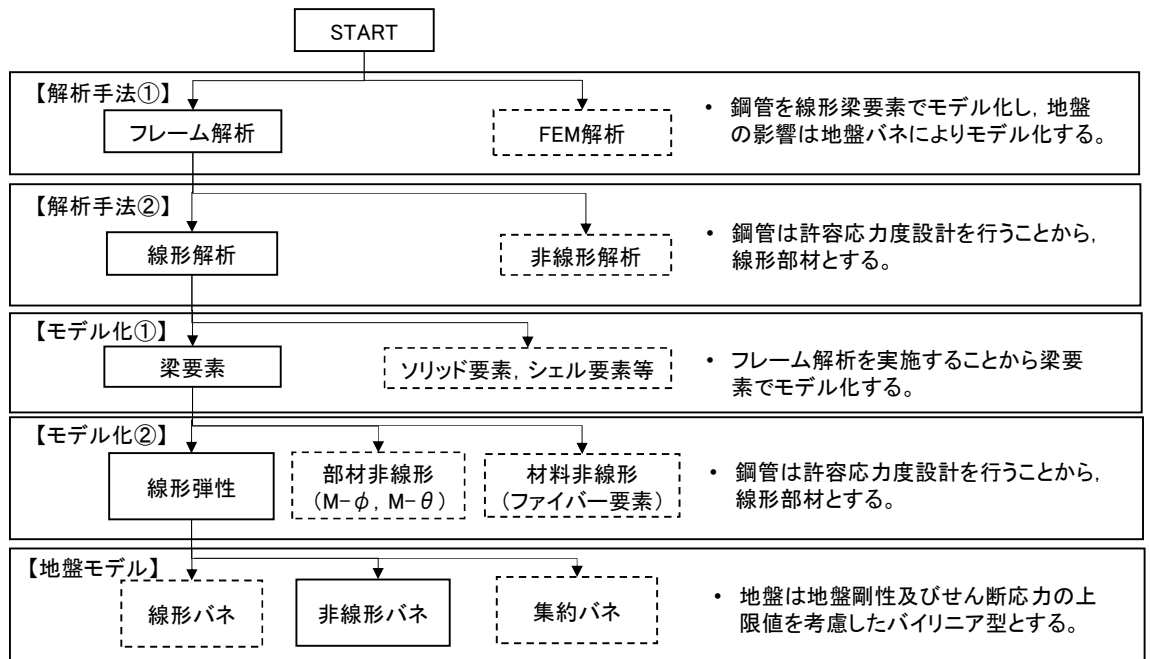 START
【解析手法①】
フレーム解析
FEM解析
・ 鋼管を線形梁要素でモデル化し，地盤
の影響は地盤バネによりモデル化する。
【解析手法②】
線形解析
非線形解析
・ 鋼管は許容応力度設計を行うことから，
線形部材とする。
【モデル化①】
梁要素
ソリッド要素，シェル要素等
・ フレーム解析を実施することから梁要
素でモデル化する。
【モデル化②】
線形弾性
部材非線形
（M-φ，M-θ）
材料非線形
（ファイバー要素）
・ 鋼管は許容応力度設計を行うことから，
線形部材とする。
【地盤モデル】
線形バネ
非線形バネ
集約バネ
・ 地盤は地盤剛性及びせん断応力の上
限値を考慮したバイリニア型とする。